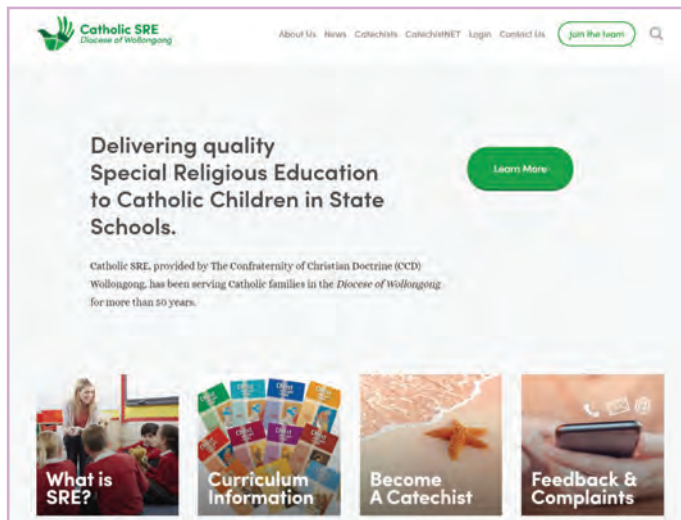 Catholic SRE
Diocese of Wollongong
About Us News Catechists CatechistNET Login Contact Us Join the team
Delivering quality
Special Religious Education
to Catholic Children in State
Schools.
Learn More
Catholic SRE, provided by The Confraternity of Christian Doctrine (CCD)
Wollongong, has been serving Catholic families in the Diocese of Wollongong
for more than 50 years.
What is
SRE?
Curriculum
Information
Become
A Catechist
Feedback &
Complaints